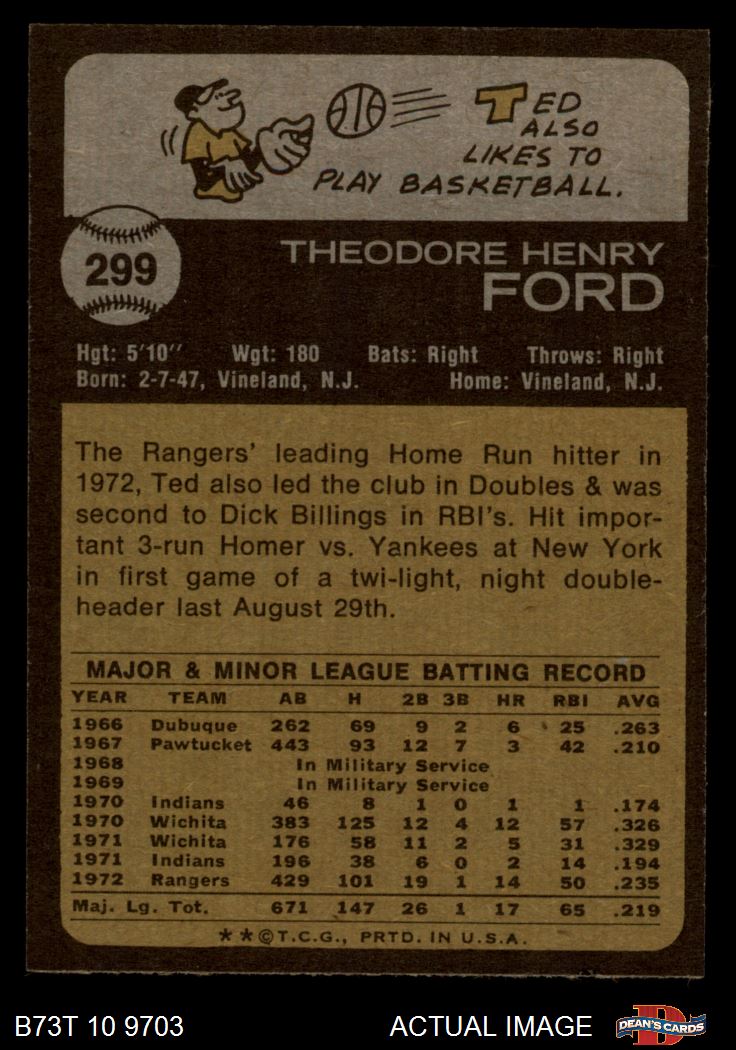 TED
ALSO
LIKES TO
PLAY BASKETBALL.
299
THEODORE HENRY
FORD
Hgt: 5'10" Wgt: 180 Bats: Right Throws: Right
Born: 2-7-47, Vineland, N.J. Home: Vineland, N.J.
The Rangers' leading Home Run hitter in
1972, Ted also led the club in Doubles & was
second to Dick Billings in RBI's. Hit impor-
tant 3-run Homer vs. Yankees at New York
in first game of a twi-light, night double-
header last August 29th.
MAJOR & MINOR LEAGUE BATTING RECORD
YEAR TEAM AB H 2B 3B HR RBI AVG
1966 Dubuque 262 69 9 2 6 25 .263
1967 Pawtucket 443 93 12 7 3 42 .210
1968 In Military Service
1969 In Military Service
1970 Indians 46 8 1 0 1 1 .174
1970 Wichita 383 125 12 4 12 57 .326
1971 Wichita 176 58 11 2 5 31 .329
1971 Indians 196 38 6 0 2 14 .194
1972 Rangers 429 101 19 1 14 50 .235
Maj. Lg. Tot. 671 147 26 1 17 65 .219
**©T.C.G., PRTD. IN U.S.A.
B73T 10 9703 ACTUAL IMAGE D DEAN'S CARDS